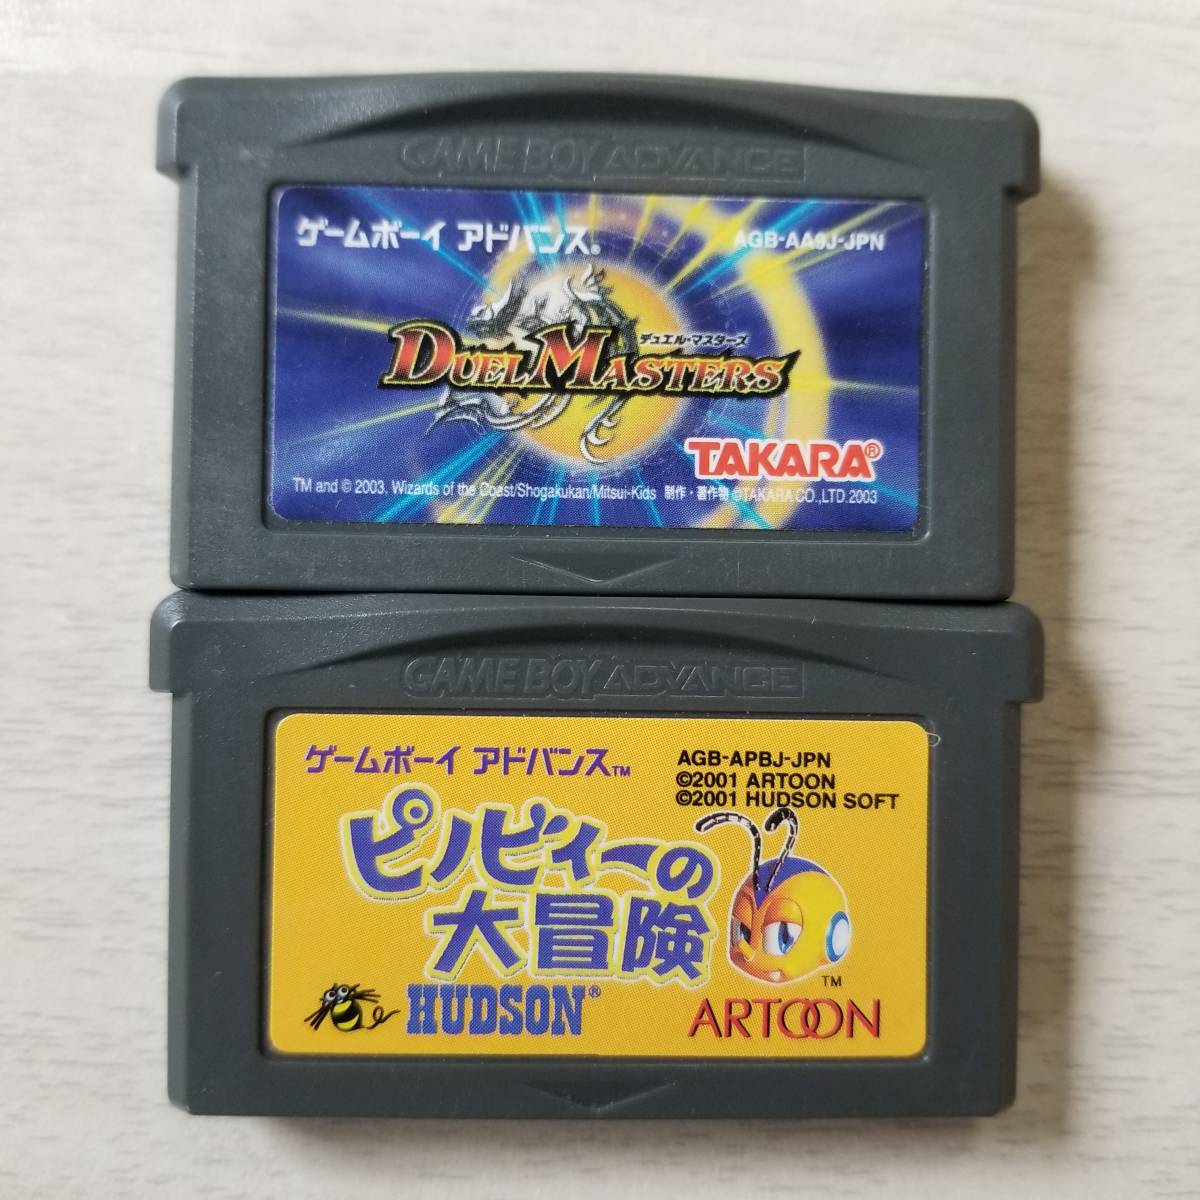 GAME BOY ADVANCE
ゲームボーイ アドバンス®
AGB-AA9J-JPN
デュエル・マスターズ
DUEL MASTERS
TAKARA®
TM and © 2003, Wizards of the Coast/Shogakukan/Mitsui-Kids 制作・著作物 ©TAKARA CO.,LTD.2003
GAME BOY ADVANCE
ゲームボーイ アドバンス™
AGB-APBJ-JPN
©2001 ARTOON
©2001 HUDSON SOFT
ピノビィーの
大冒険
HUDSON®
ARTOON™